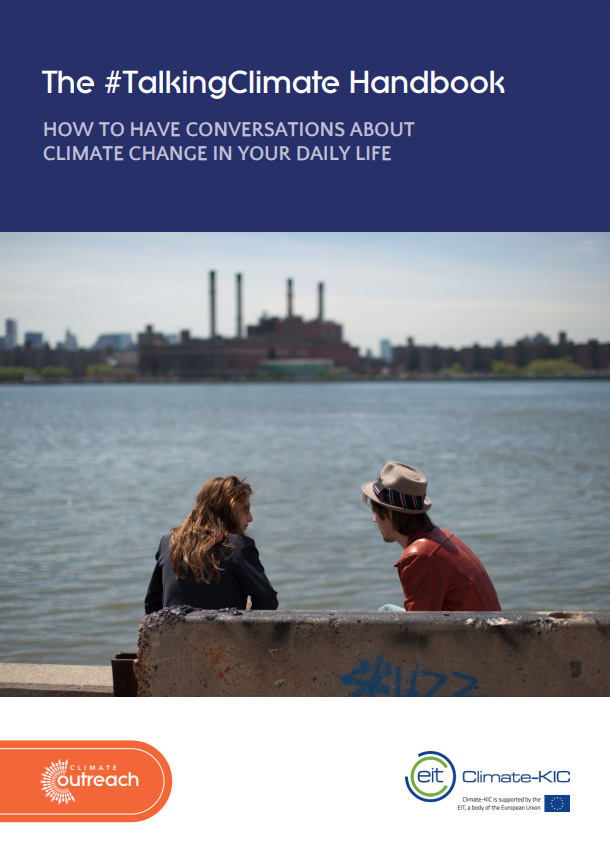 The #TalkingClimate Handbook
HOW TO HAVE CONVERSATIONS ABOUT
CLIMATE CHANGE IN YOUR DAILY LIFE
CLIMATE
outreach
eit Climate-KIC
Climate-KIC is supported by the
EIT, a body of the European Union